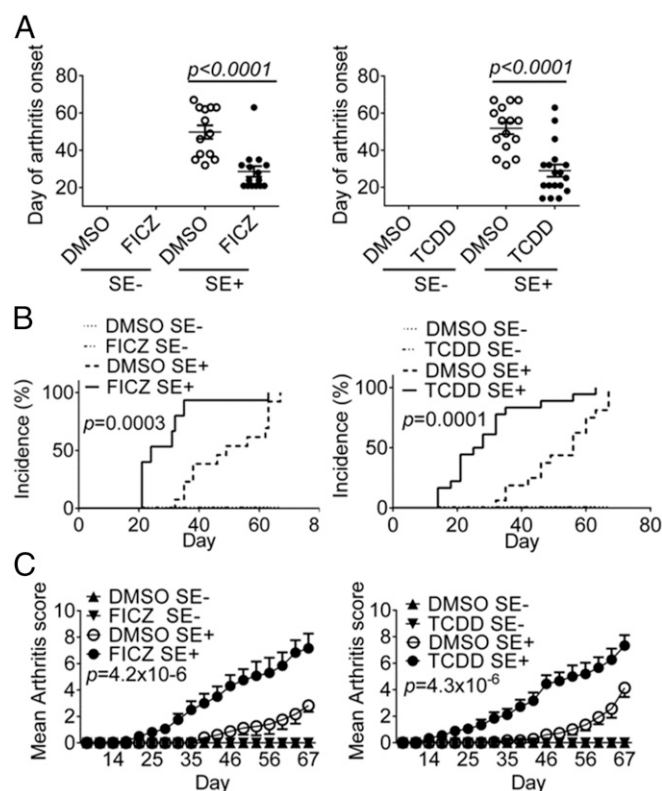 A
p<0.0001
Day of arthritis onset
80
60
40
20
DMSO
FICZ
DMSO
FICZ
SE-
SE+
p<0.0001
Day of arthritis onset
80
60
40
20
DMSO
TCDD
DMSO
TCDD
SE-
SE+
B
DMSO SE-
FICZ SE-
DMSO SE+
FICZ SE+
Incidence (%)
100
50
0
p=0.0003
0 20 40 60 8
Day
DMSO SE-
TCDD SE-
DMSO SE+
TCDD SE+
Incidence (%)
100
50
0
p=0.0001
0 20 40 60 80
Day
C
Mean Arthritis score
10
8
6
4
2
0
DMSO SE-
FICZ SE-
DMSO SE+
FICZ SE+
p=4.2x10-6
14 25 35 46 56 67
Day
Mean Arthritis score
10
8
6
4
2
0
DMSO SE-
TCDD SE-
DMSO SE+
TCDD SE+
p=4.3x10-6
14 25 35 46 56 67
Day